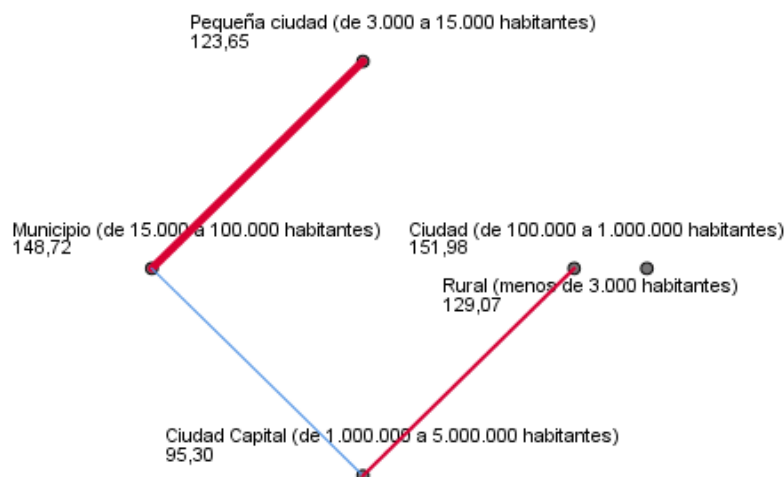 Pequeña ciudad (de 3.000 a 15.000 habitantes)
123,65
Municipio (de 15.000 a 100.000 habitantes)
148,72
Ciudad (de 100.000 a 1.000.000 habitantes)
151,98
Rural (menos de 3.000 habitantes)
129,07
Ciudad Capital (de 1.000.000 a 5.000.000 habitantes)
95,30